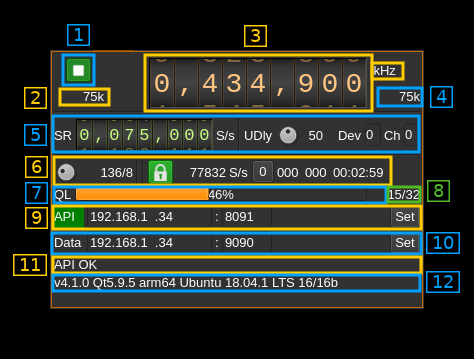 1
3
0,434,900 kHz
2
75k
75k
4
5
SR 0,075,000 S/s UDly 50 Dev 0 Ch 0
6
136/8 77832 S/s 0 000 000 00:02:59
7
QL 46% 15/32
8
9
API 192.168.1 .34 : 8091 Set
Data 192.168.1 .34 : 9090 Set
10
11
API OK
v4.1.0 Qt5.9.5 arm64 Ubuntu 18.04.1 LTS 16/16b
12